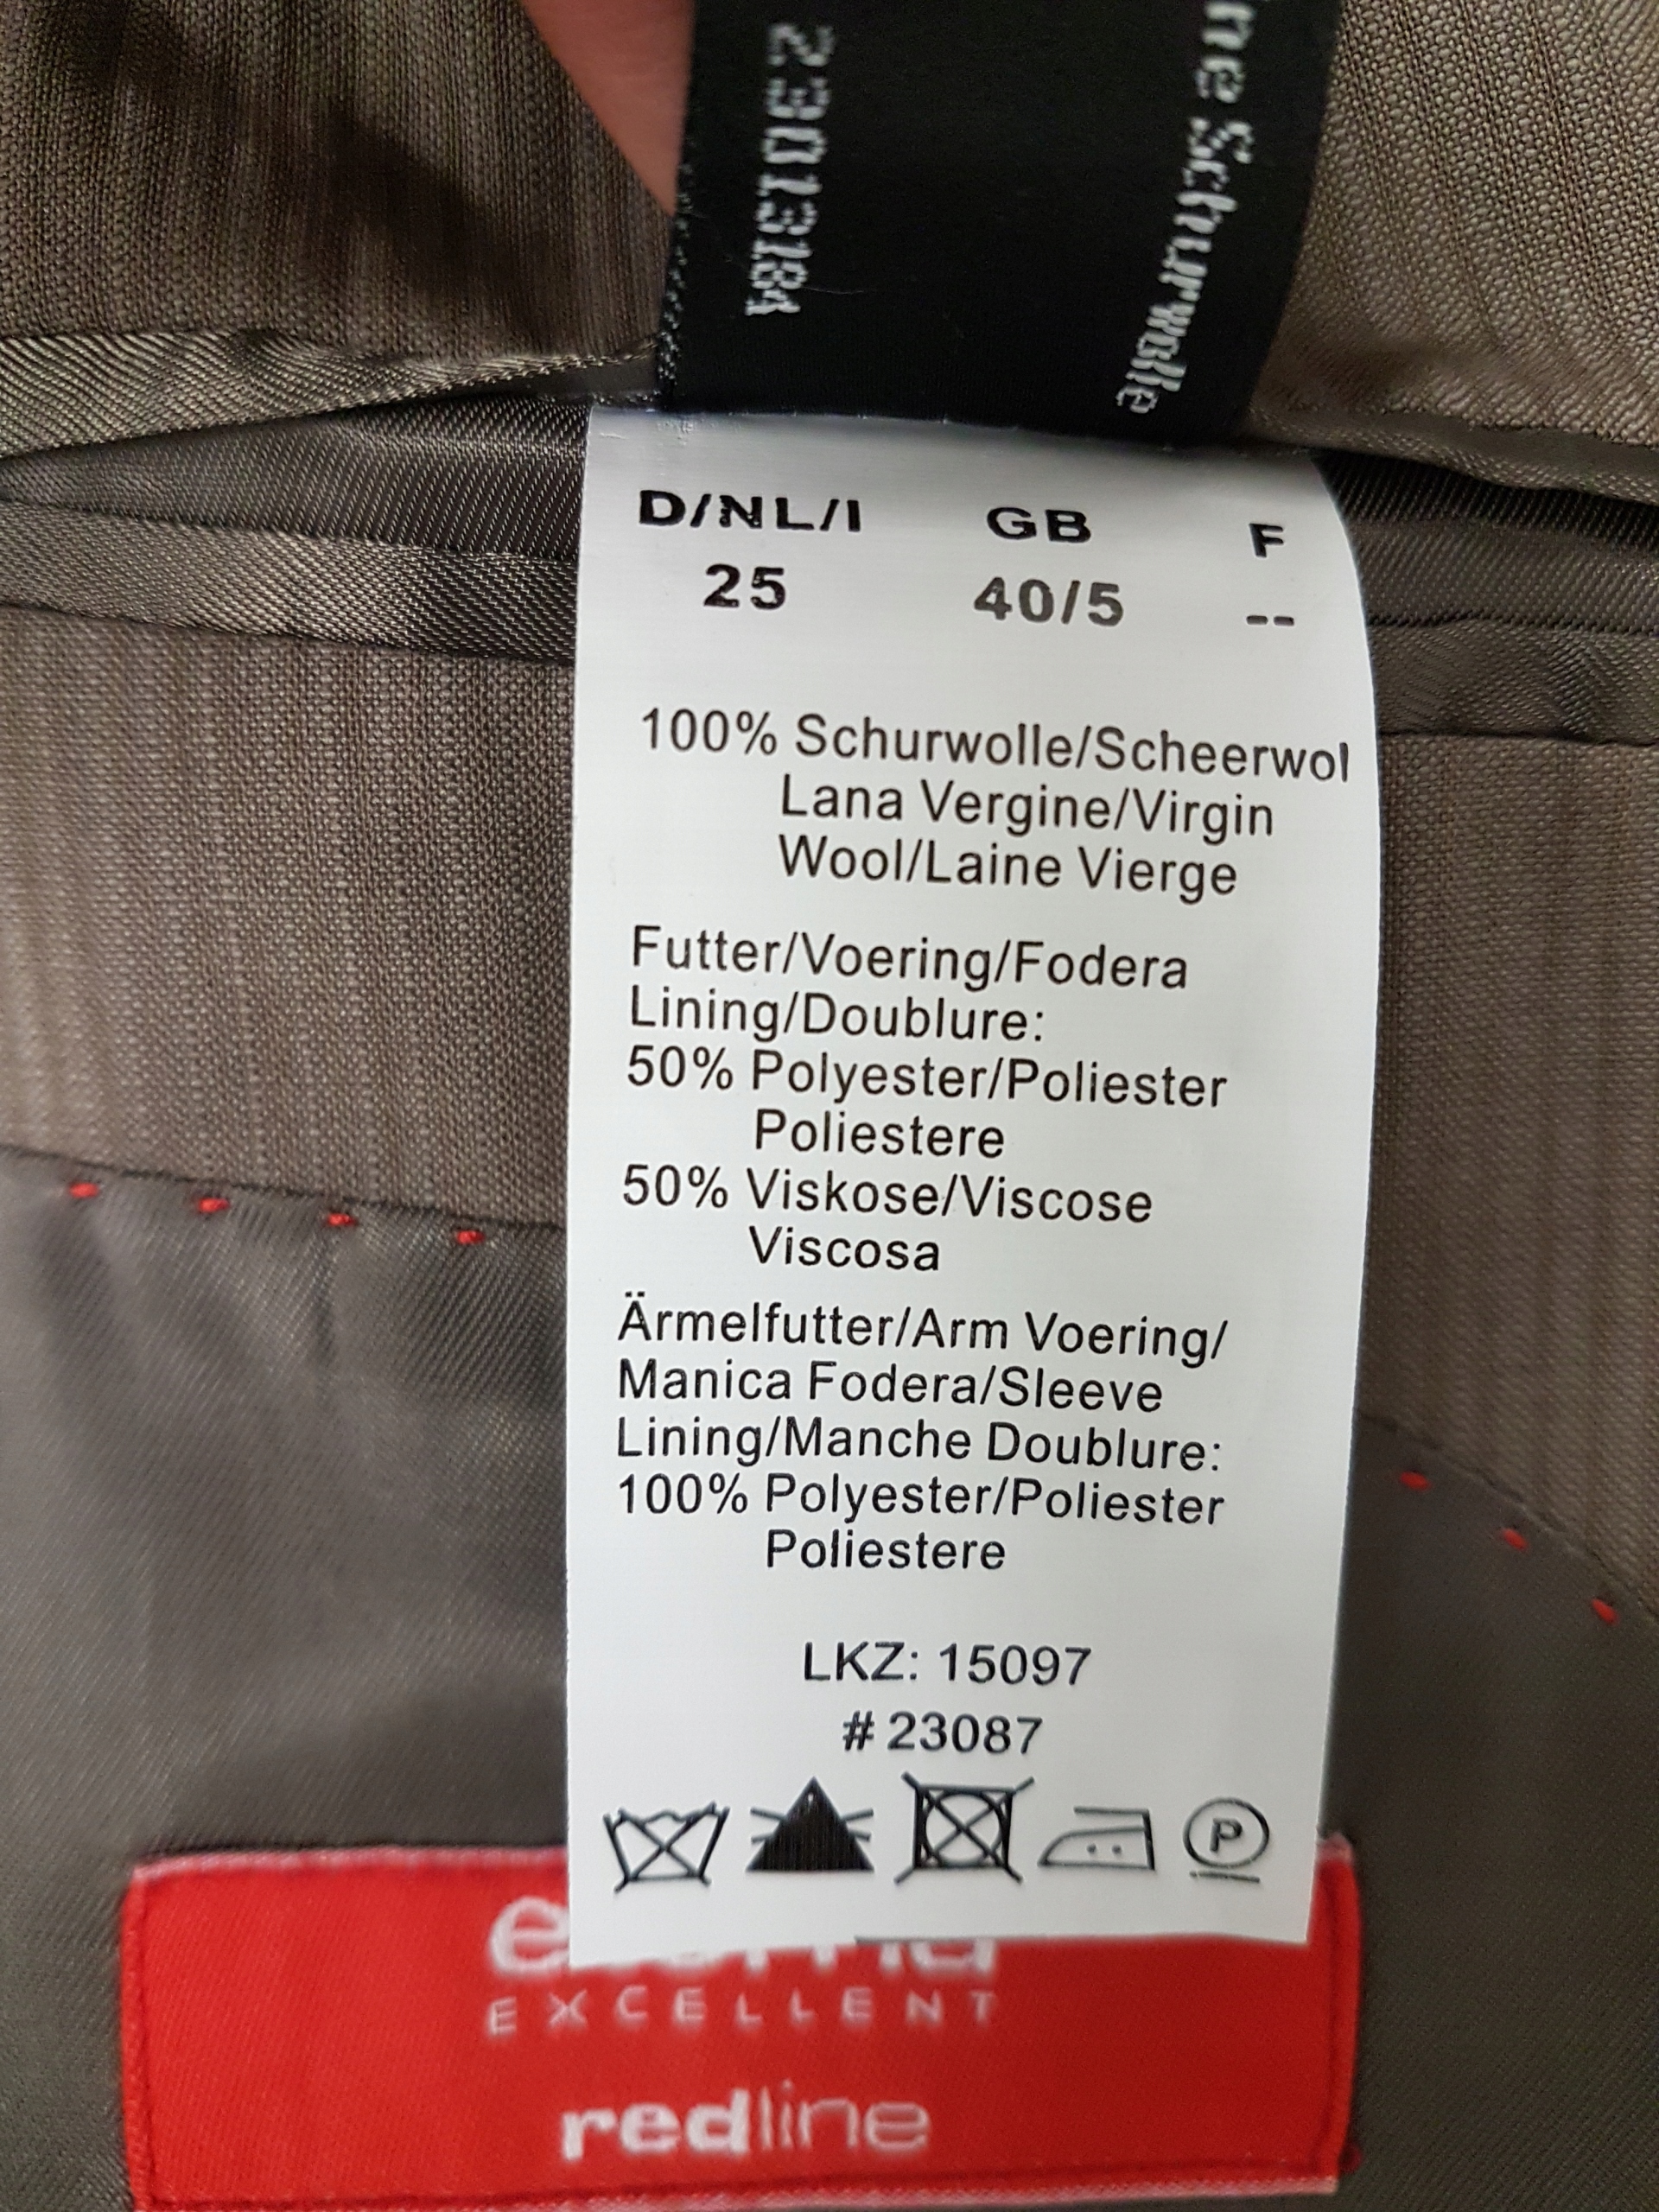 2301318A
ne Schurwolle
D/NL/I GB F
25 40/5 --
100% Schurwolle/Scheerwol
Lana Vergine/Virgin
Wool/Laine Vierge
Futter/Voering/Fodera
Lining/Doublure:
50% Polyester/Poliester
Poliestere
50% Viskose/Viscose
Viscosa
Ärmelfutter/Arm Voering/
Manica Fodera/Sleeve
Lining/Manche Doublure:
100% Polyester/Poliester
Poliestere
LKZ: 15097
# 23087
P
EXCELLENT
redline